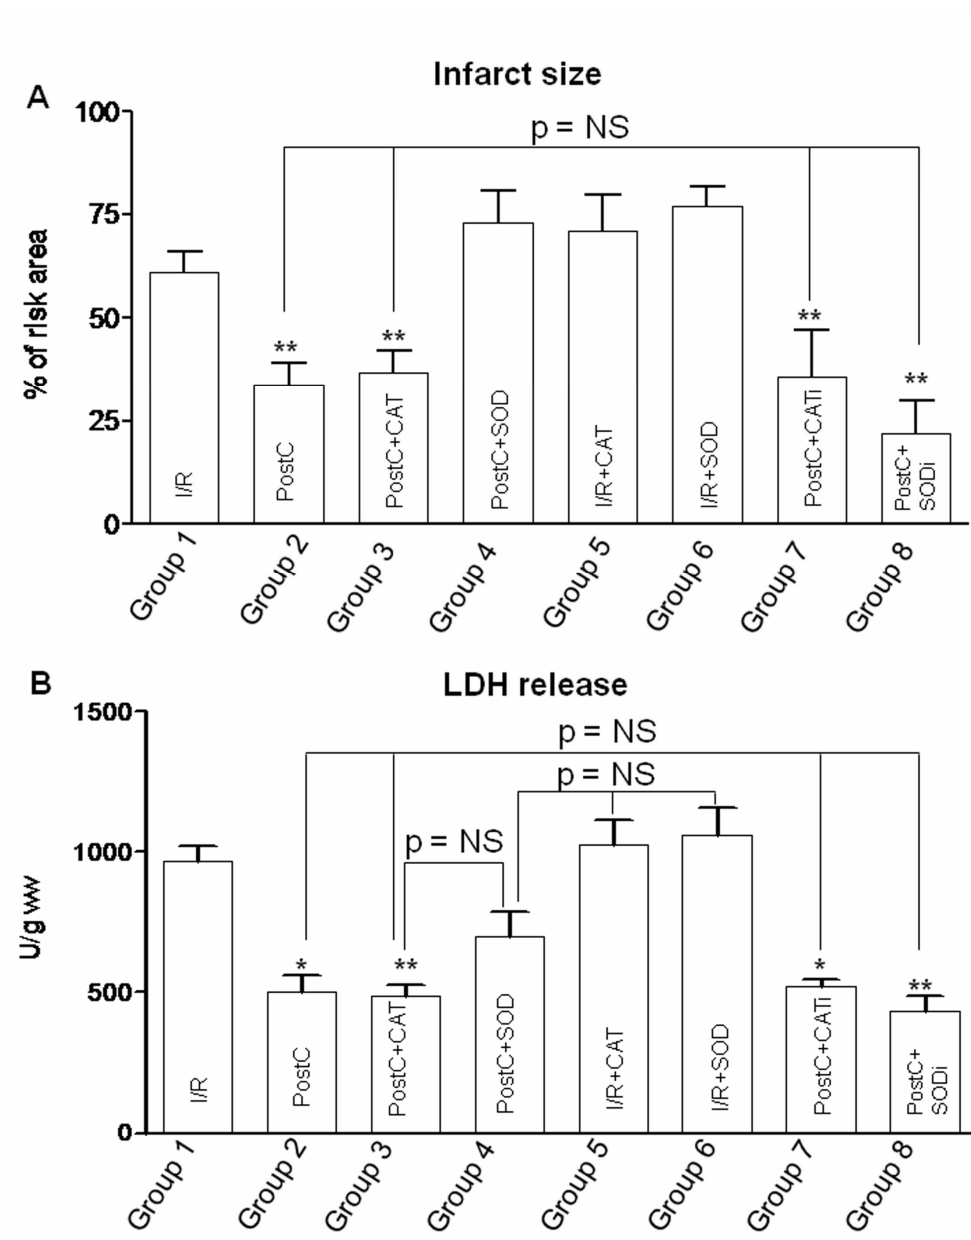 A
Infarct size
% of risk area
100
75
50
25
0
p = NS
**
**
**
**
I/R
PostC
PostC+CAT
PostC+SOD
I/R+CAT
I/R+SOD
PostC+CATi
PostC+
SODi
Group 1
Group 2
Group 3
Group 4
Group 5
Group 6
Group 7
Group 8
B
LDH release
U/g ww
1500
1000
500
0
p = NS
p = NS
p = NS
*
**
*
**
I/R
PostC
PostC+CAT
PostC+SOD
I/R+CAT
I/R+SOD
PostC+CATi
PostC+
SODi
Group 1
Group 2
Group 3
Group 4
Group 5
Group 6
Group 7
Group 8